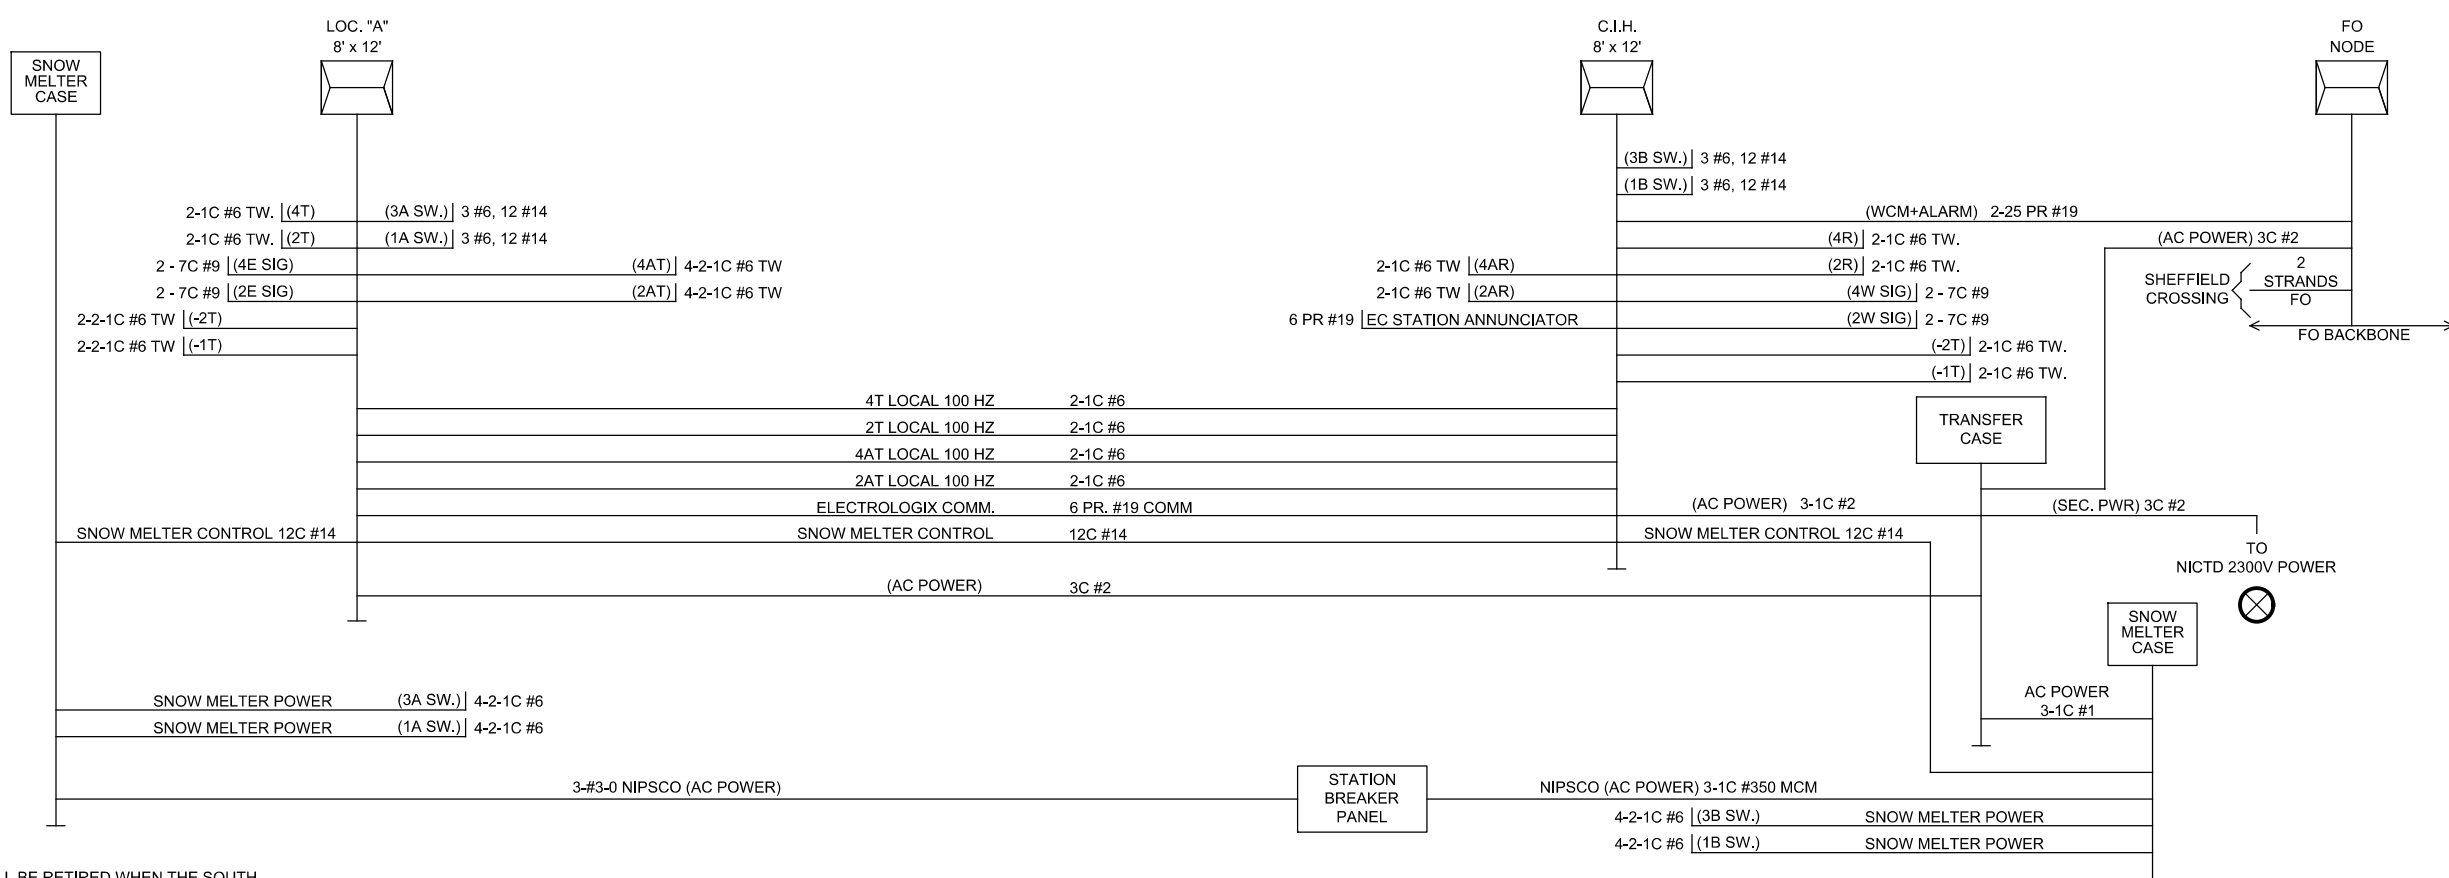 LOC. "A"
8' x 12'
C.I.H.
8' x 12'
FO
NODE
SNOW
MELTER
CASE
(3B SW.) 3 #6, 12 #14
(1B SW.) 3 #6, 12 #14
2-1C #6 TW. (4T) (3A SW.) 3 #6, 12 #14
(WCM+ALARM) 2-25 PR #19
2-1C #6 TW. (2T) (1A SW.) 3 #6, 12 #14
(4R) 2-1C #6 TW.
(AC POWER) 3C #2
2 - 7C #9 (4E SIG) (4AT) 4-2-1C #6 TW
2-1C #6 TW (4AR) (2R) 2-1C #6 TW.
2 - 7C #9 (2E SIG) (2AT) 4-2-1C #6 TW
2-1C #6 TW (2AR) (4W SIG) 2 - 7C #9
SHEFFIELD
CROSSING
2
STRANDS
FO
2-2-1C #6 TW (-2T)
6 PR #19 EC STATION ANNUNCIATOR (2W SIG) 2 - 7C #9
FO BACKBONE
2-2-1C #6 TW (-1T)
(-2T) 2-1C #6 TW.
(-1T) 2-1C #6 TW.
4T LOCAL 100 HZ 2-1C #6
2T LOCAL 100 HZ 2-1C #6
4AT LOCAL 100 HZ 2-1C #6
2AT LOCAL 100 HZ 2-1C #6
TRANSFER
CASE
ELECTROLOGIX COMM. 6 PR. #19 COMM
(AC POWER) 3-1C #2
(SEC. PWR) 3C #2
SNOW MELTER CONTROL 12C #14
SNOW MELTER CONTROL 12C #14
SNOW MELTER CONTROL 12C #14
TO
NICTD 2300V POWER
(AC POWER) 3C #2
SNOW
MELTER
CASE
SNOW MELTER POWER (3A SW.) 4-2-1C #6
SNOW MELTER POWER (1A SW.) 4-2-1C #6
AC POWER
3-1C #1
3-#3-0 NIPSCO (AC POWER)
STATION
BREAKER
PANEL
NIPSCO (AC POWER) 3-1C #350 MCM
4-2-1C #6 (3B SW.) SNOW MELTER POWER
4-2-1C #6 (1B SW.) SNOW MELTER POWER
BE RETIRED WHEN THE SOUTH